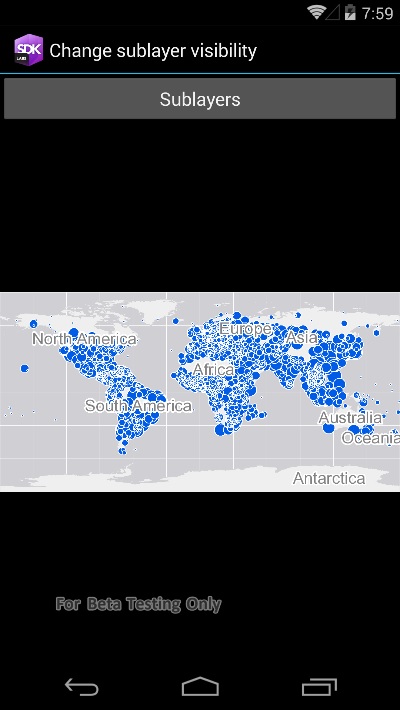 7:59
SDK
LABS
Change sublayer visibility
Sublayers
Europe
North America
Asia
Africa
South America
Australia
Oceania
Antarctica
For Beta Testing Only